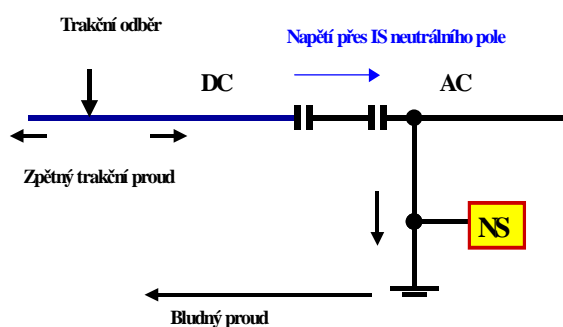 Trakční odběr
Napětí přes IS neutrálního pole
DC
AC
Zpětný trakční proud
NS
Bludný proud